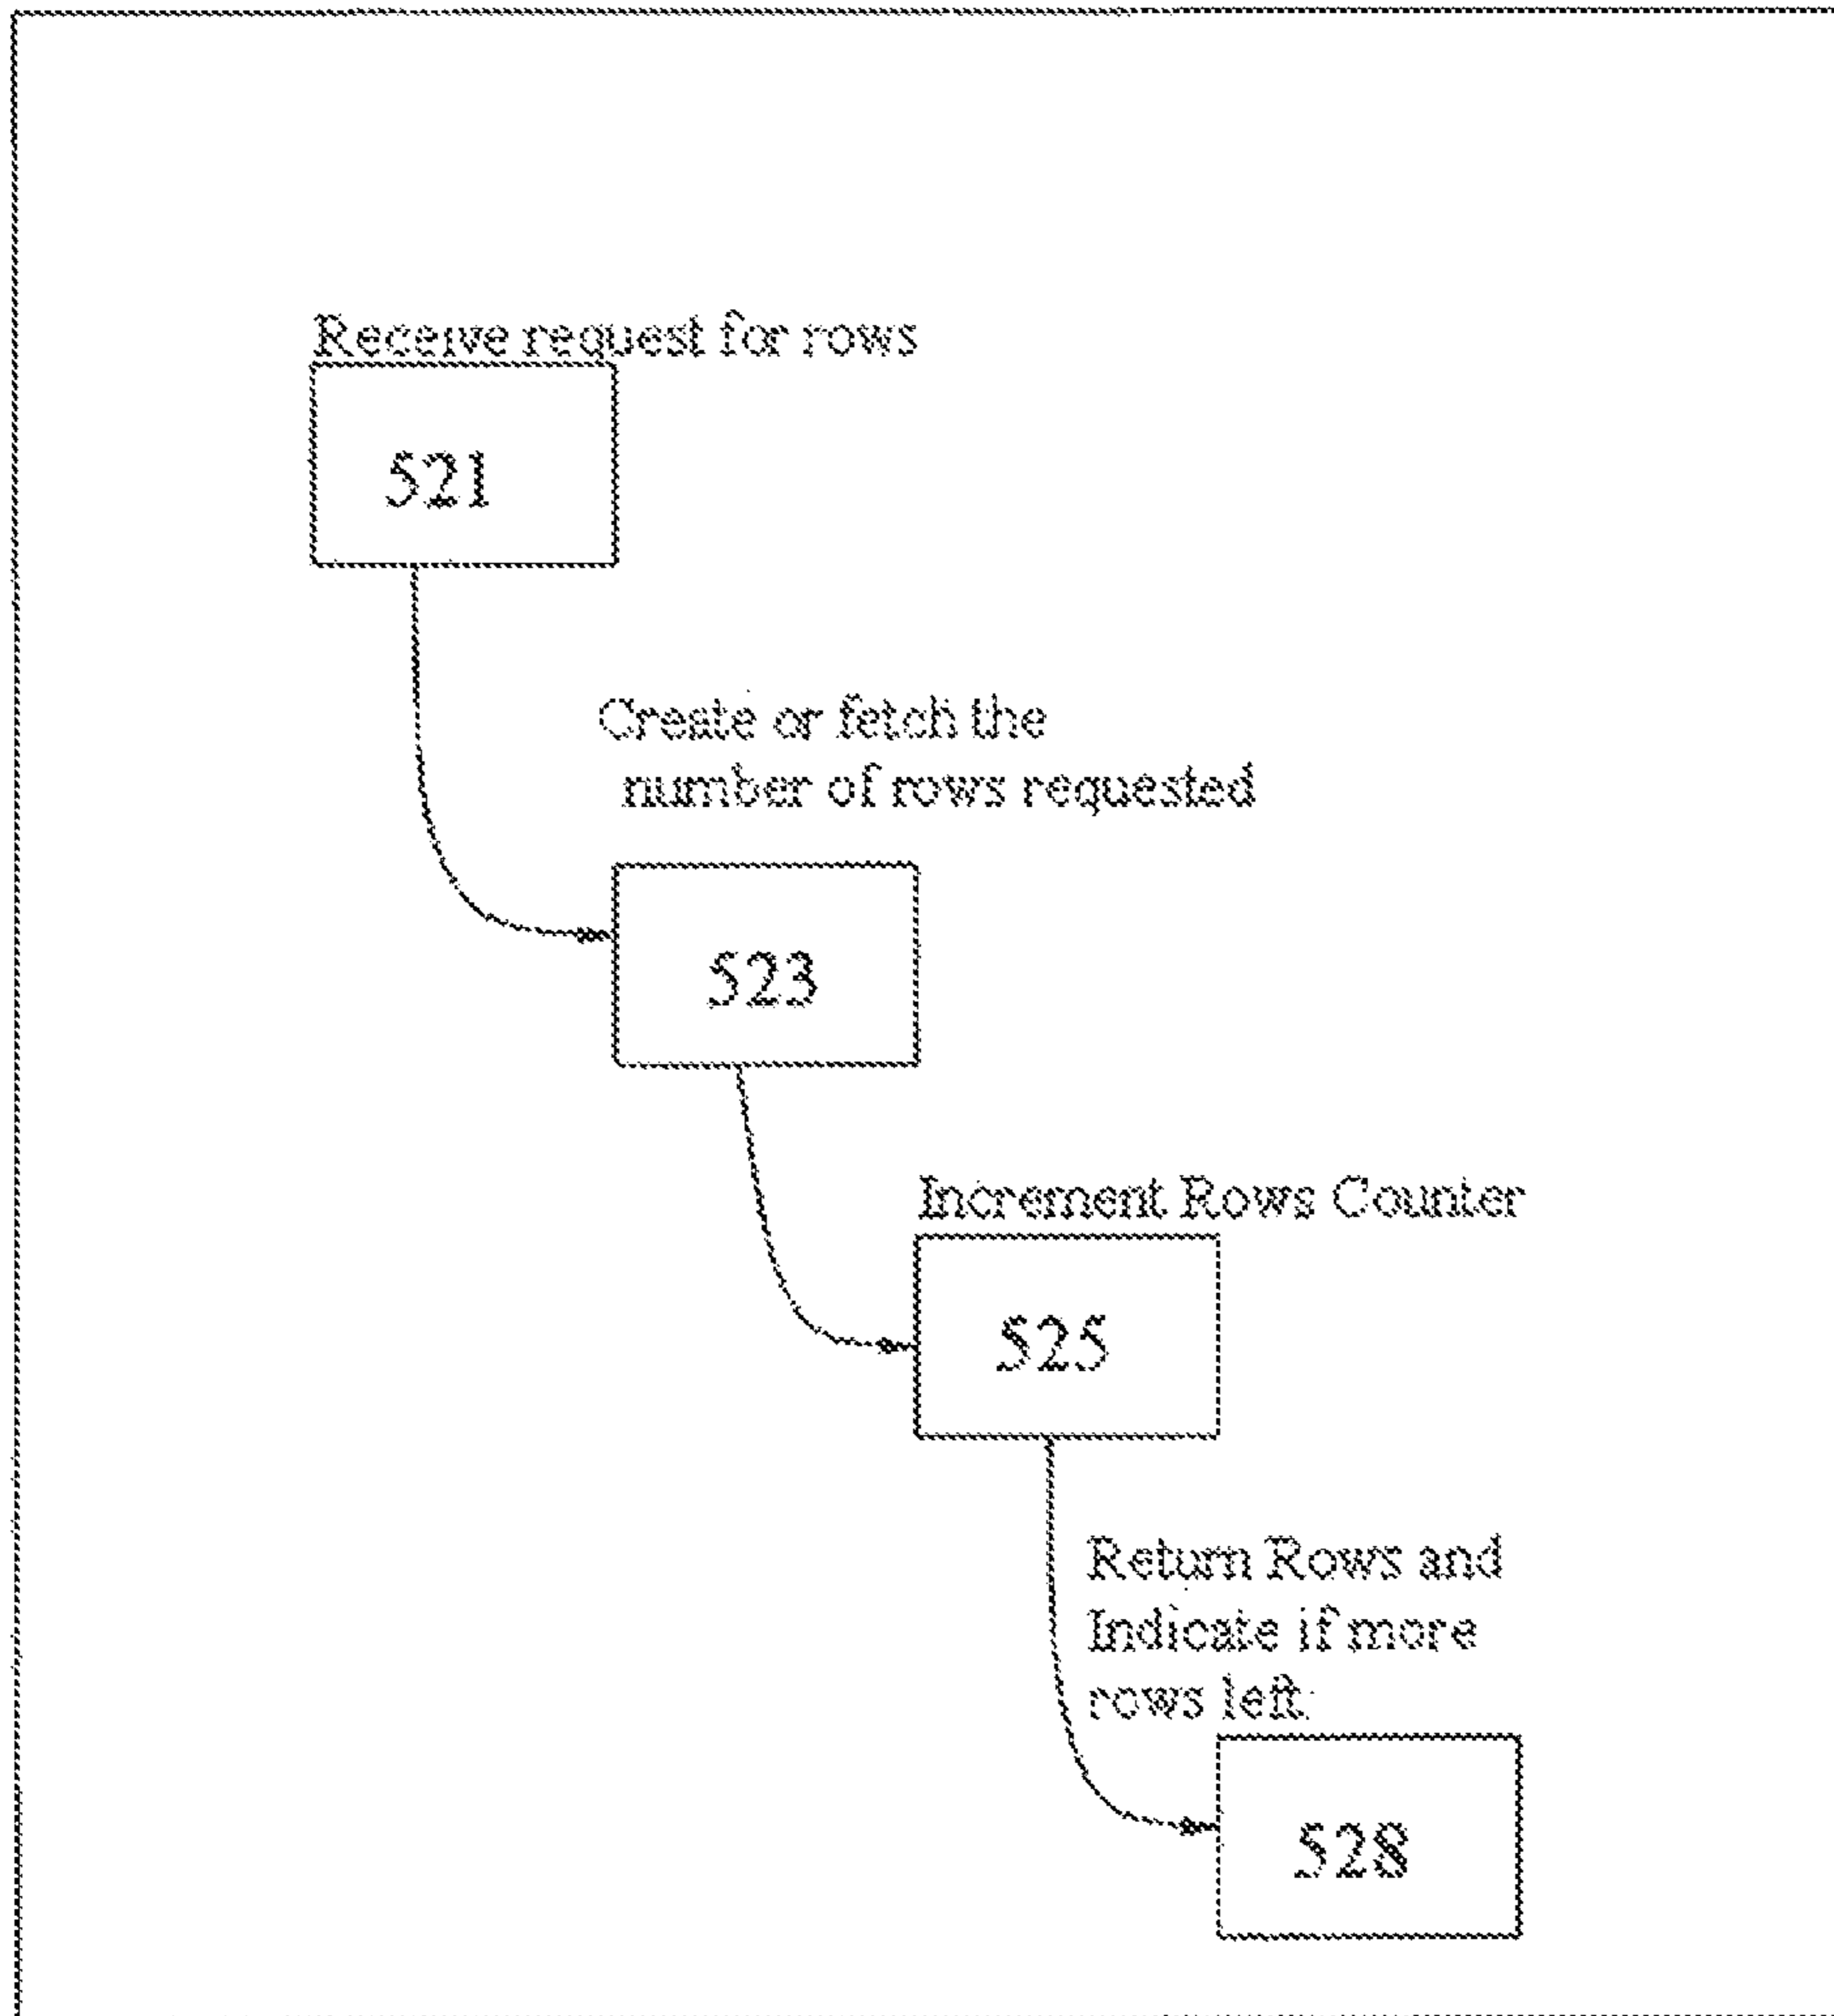 Receive request for rows
521
Create or fetch the
number of rows requested
523
Increment Rows Counter
525
Return Rows and
Indicate if more
rows left
528